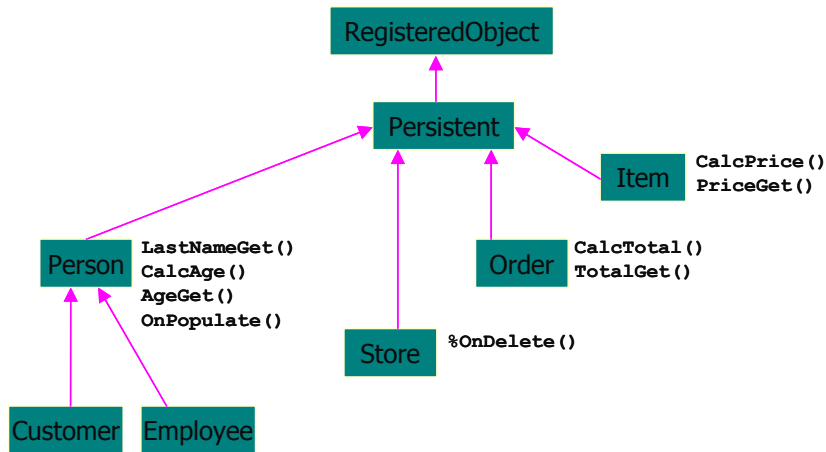 RegisteredObject
Persistent
Item
CalcPrice()
PriceGet()
Person
LastNameGet()
CalcAge()
AgeGet()
OnPopulate()
Order
CalcTotal()
TotalGet()
Store
%OnDelete()
Customer
Employee